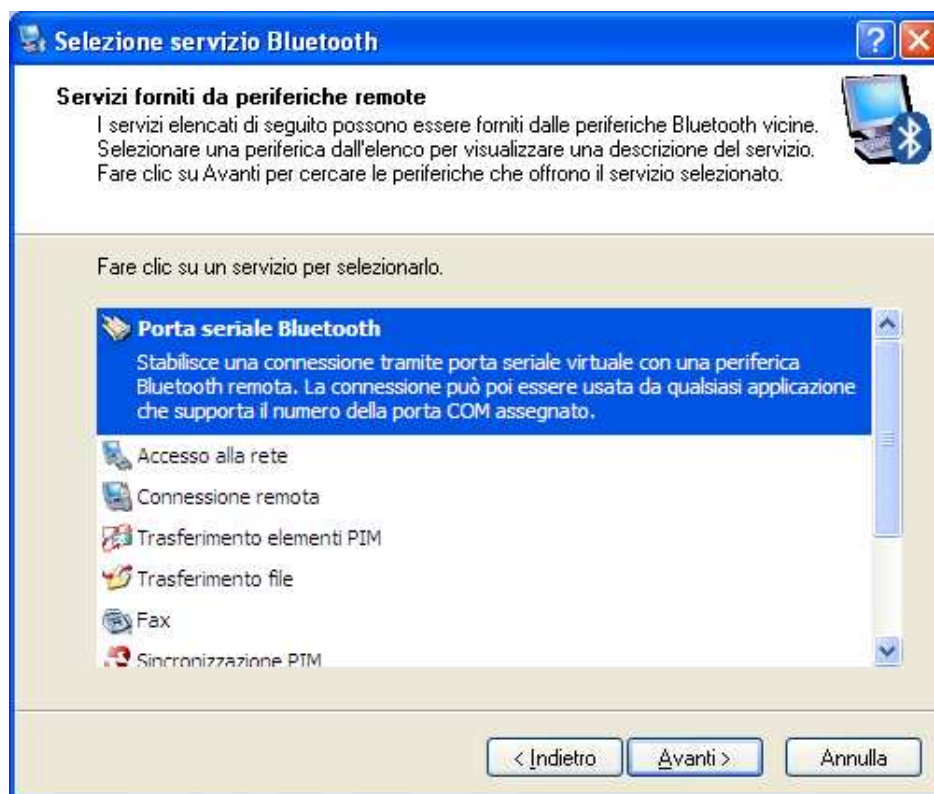 Selezione servizio Bluetooth
Servizi forniti da periferiche remote
I servizi elencati di seguito possono essere forniti dalle periferiche Bluetooth vicine.
Selezionare una periferica dall'elenco per visualizzare una descrizione del servizio.
Fare clic su Avanti per cercare le periferiche che offrono il servizio selezionato.
Fare clic su un servizio per selezionarlo.
Porta seriale Bluetooth
Stabilisce una connessione tramite porta seriale virtuale con una periferica
Bluetooth remota. La connessione può poi essere usata da qualsiasi applicazione
che supporta il numero della porta COM assegnato.
Accesso alla rete
Connessione remota
Trasferimento elementi PIM
Trasferimento file
Fax
Sincronizzazione PIM
< Indietro
Avanti >
Annulla